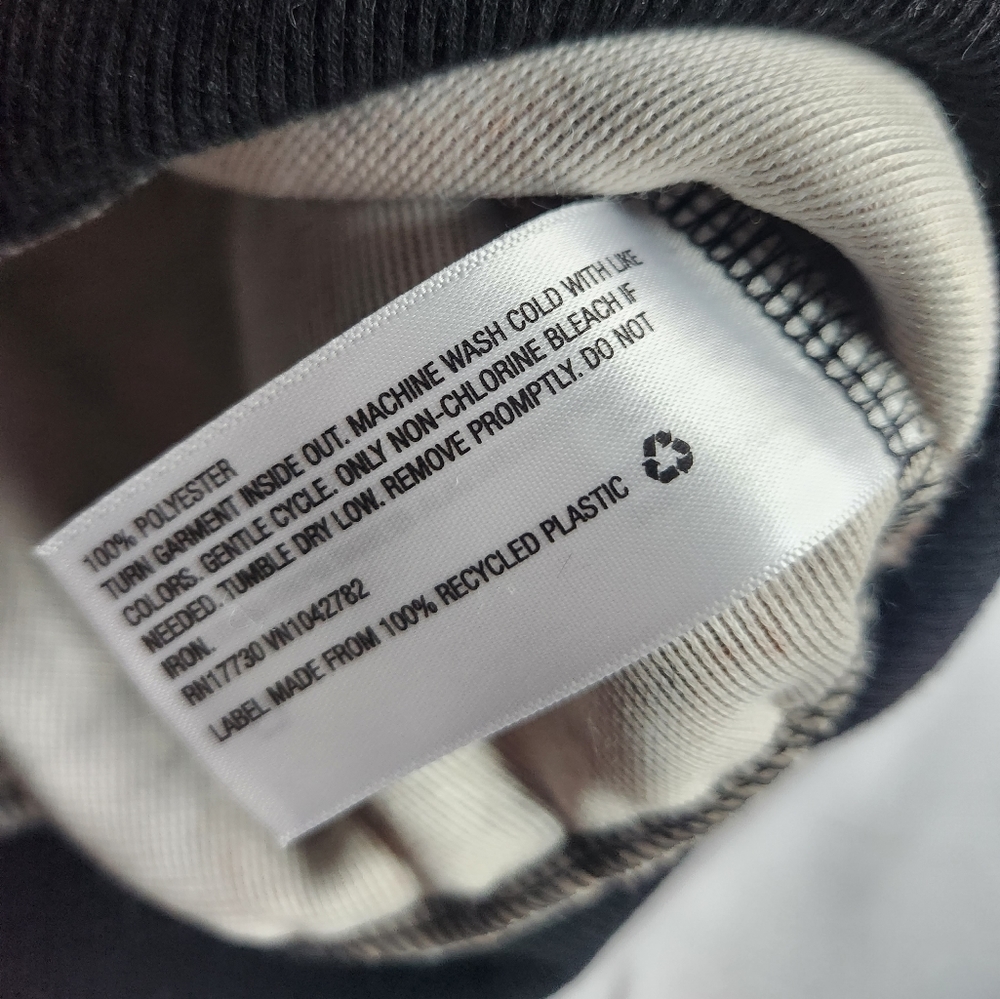 100% POLYESTER
TURN GARMENT INSIDE OUT. MACHINE WASH COLD WITH LIKE
COLORS. GENTLE CYCLE. ONLY NON-CHLORINE BLEACH IF
NEEDED. TUMBLE DRY LOW. REMOVE PROMPTLY. DO NOT
IRON.
RN17730 VN1042782
LABEL MADE FROM 100% RECYCLED PLASTIC